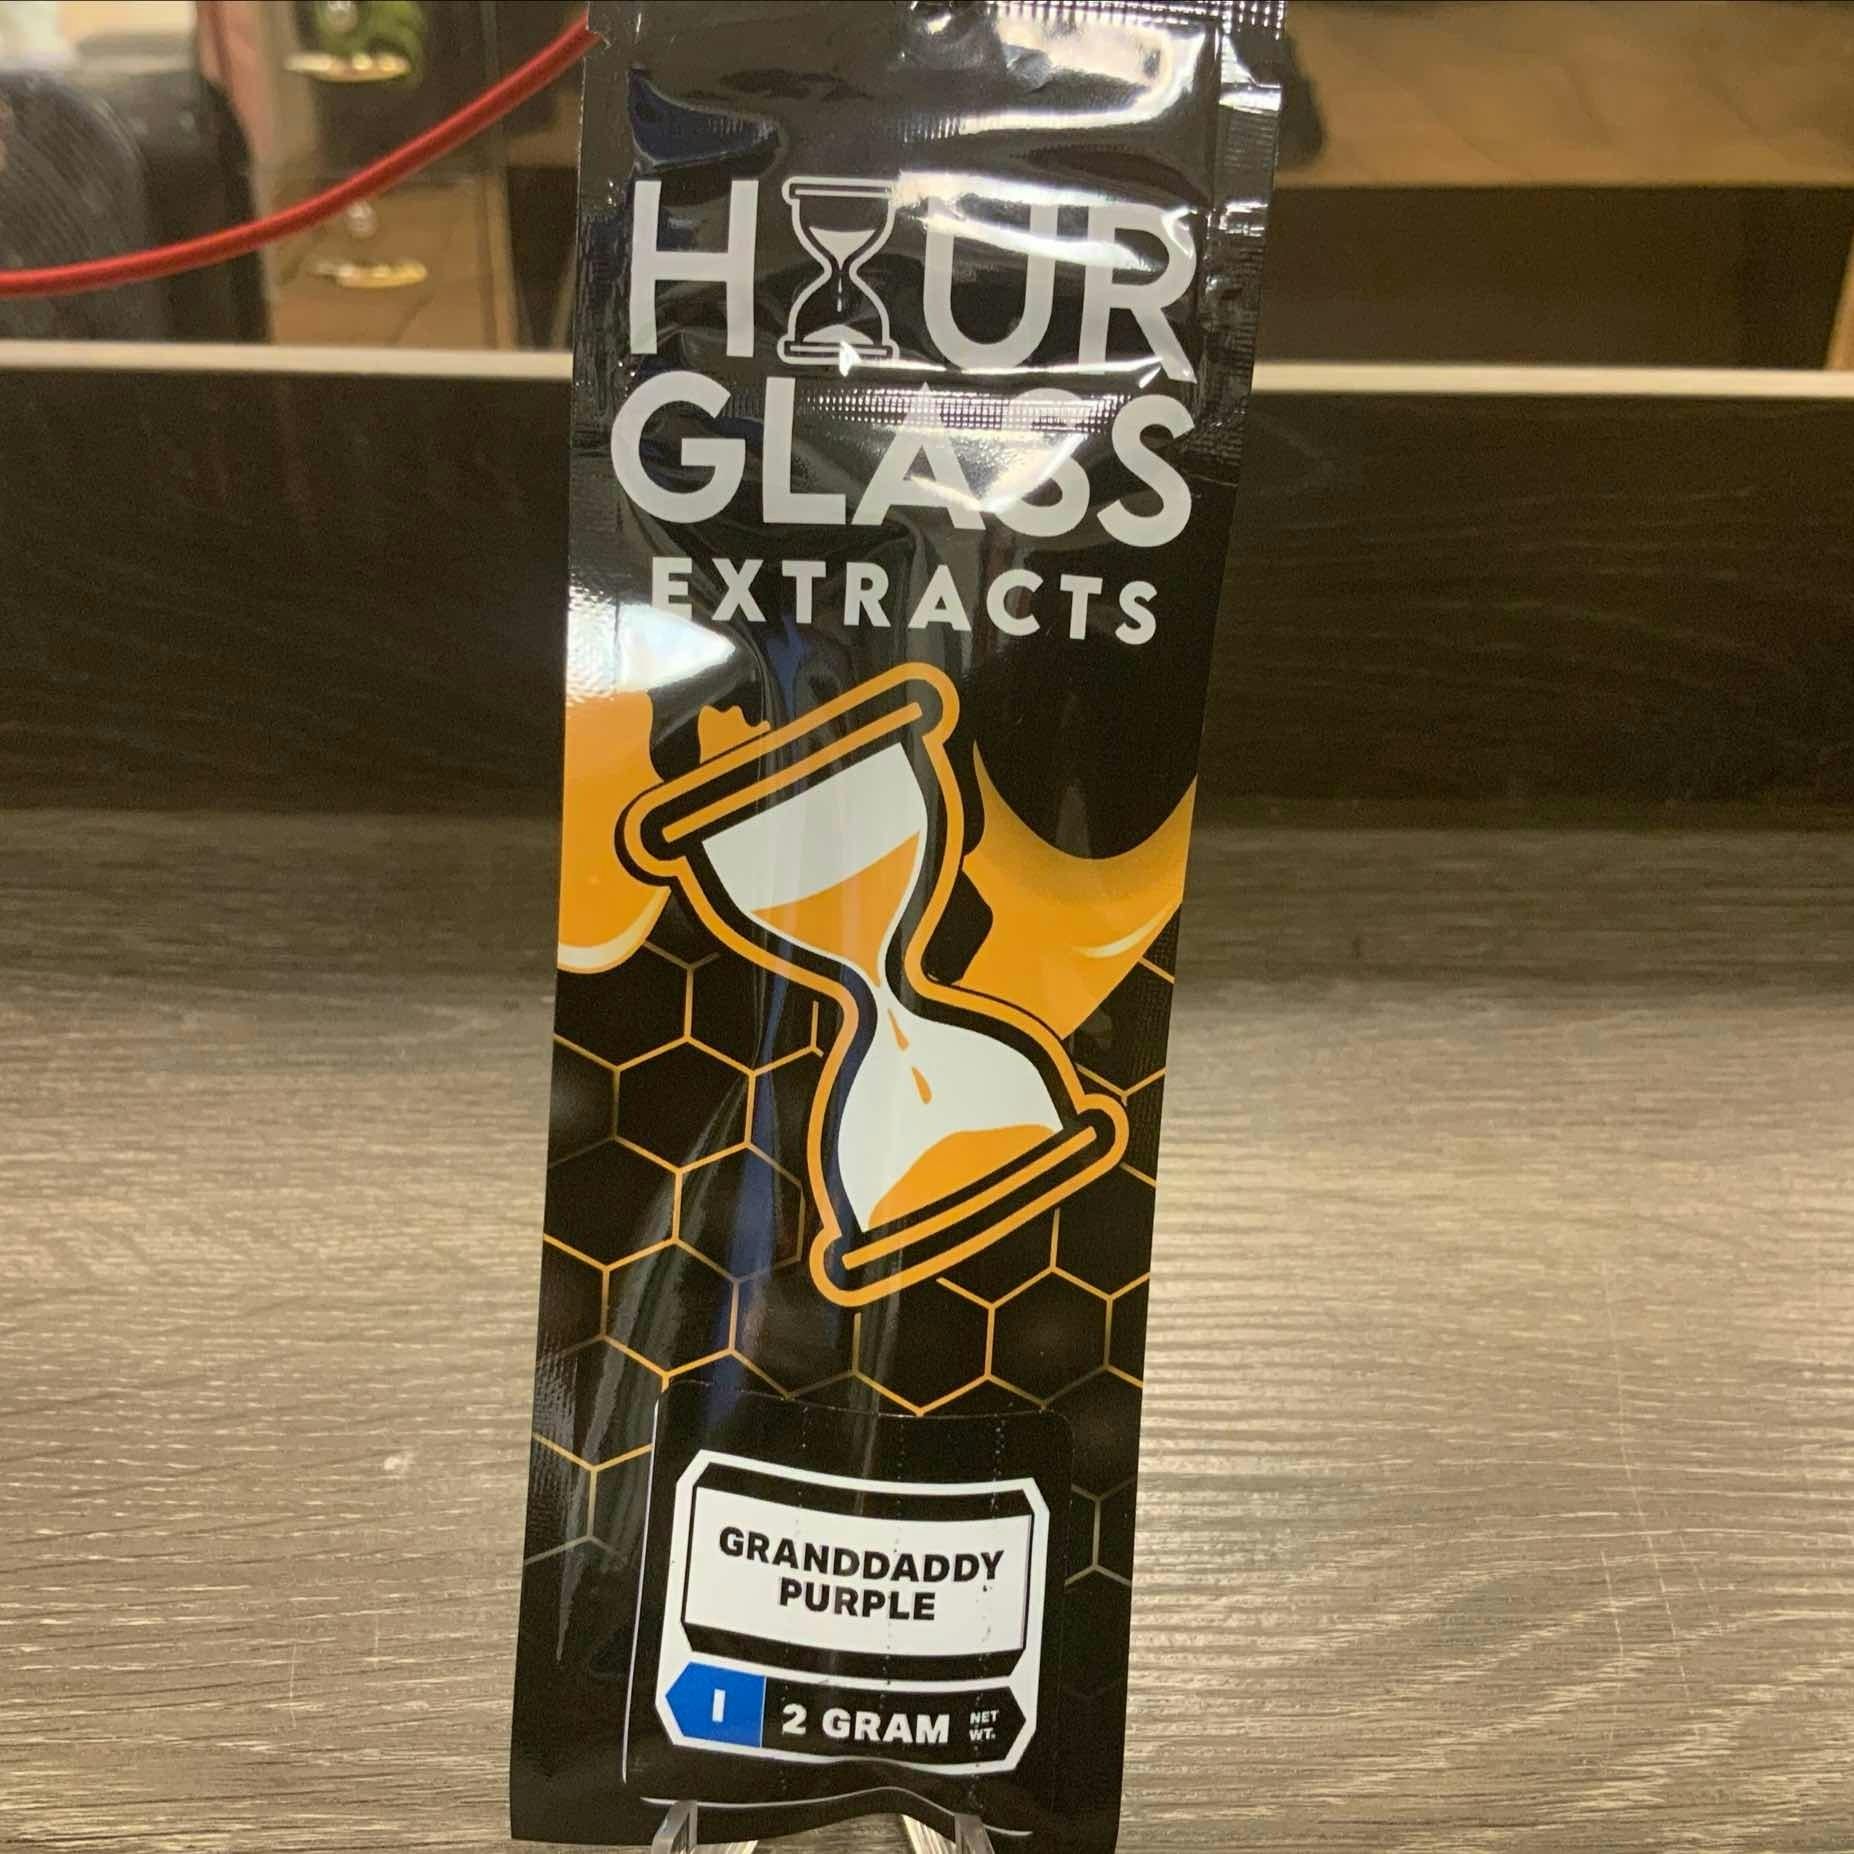 HOUR
GLASS
EXTRACTS
GRANDDADDY
PURPLE
I 2 GRAM NET
WT.